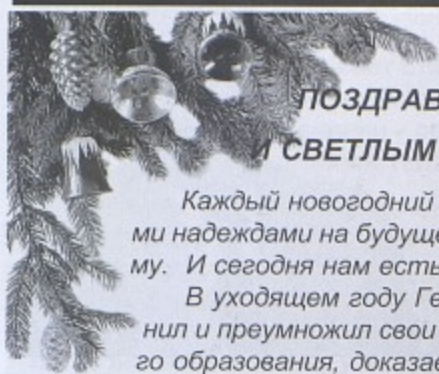 ПОЗДРАВ
И СВЕТЛЫМ
Каждый новогодний
ми надеждами на будуще
му. И сегодня нам есть
В уходящем году Ге
нил и преумножил свои
го образования, доказа